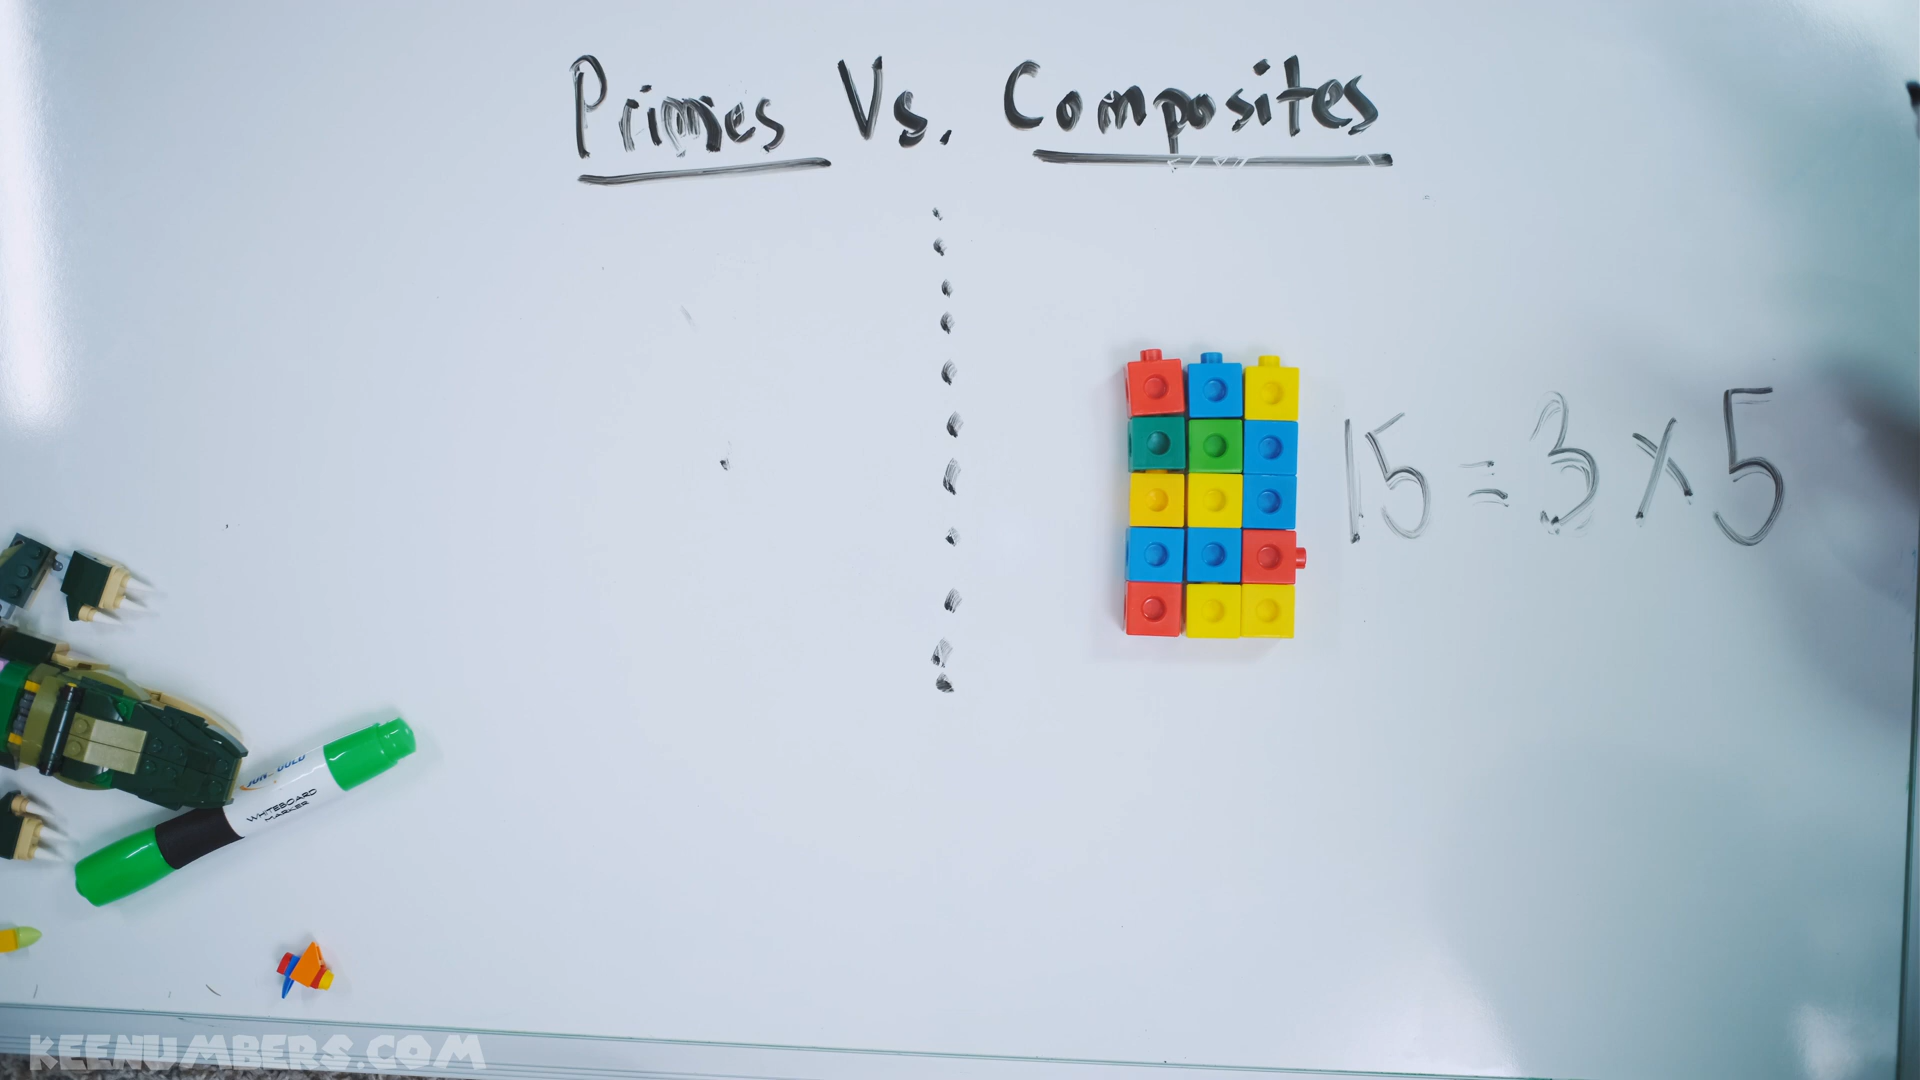 Primes Vs. Composites
15 = 3 × 5
WHITEBOARD
MARKER
KEENUMBERS.COM